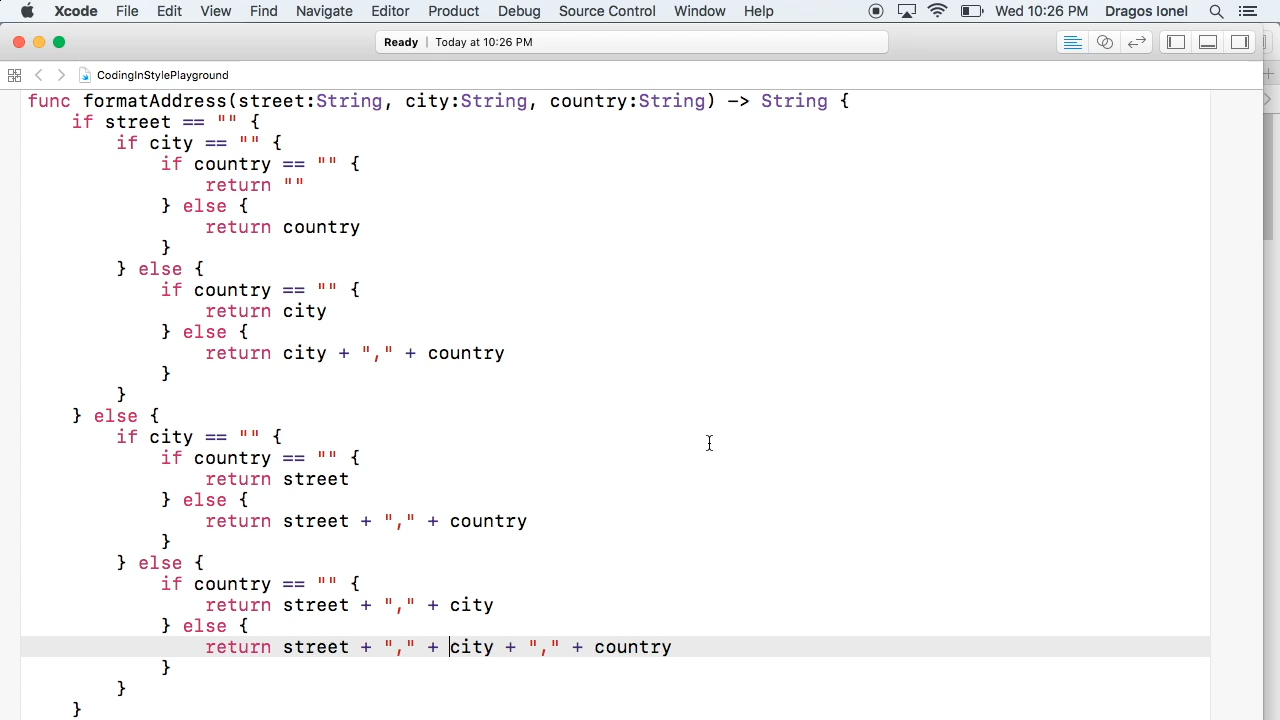 Xcode File Edit View Find Navigate Editor Product Debug Source Control Window Help Wed 10:26 PM Dragos Ionel
Ready | Today at 10:26 PM
CodingInStylePlayground
func formatAddress(street:String, city:String, country:String) -> String {
    if street == "" {
        if city == "" {
            if country == "" {
                return ""
            } else {
                return country
            }
        } else {
            if country == "" {
                return city
            } else {
                return city + "," + country
            }
        }
    } else {
        if city == "" {
            if country == "" {
                return street
            } else {
                return street + "," + country
            }
        } else {
            if country == "" {
                return street + "," + city
            } else {
                return street + "," + city + "," + country
            }
        }
    }